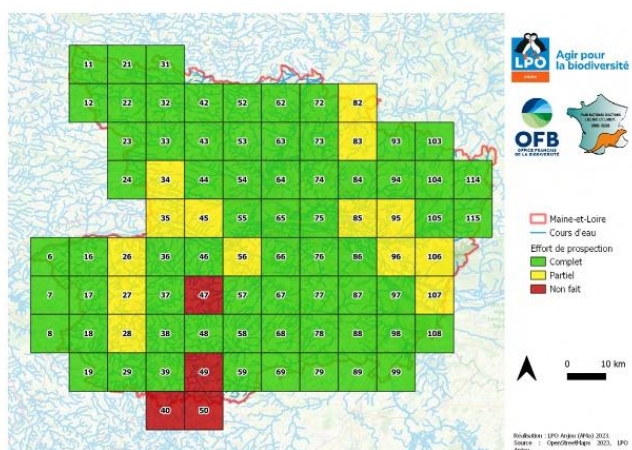 11 21 31
12 22 32 42 52 62 72 82
23 33 43 53 63 73 83 93 103
24 34 44 54 64 74 84 94 104 114
35 45 55 65 75 85 95 105 115
6 16 26 36 46 56 66 76 86 96 106
7 17 27 37 47 57 67 77 87 97 107
8 18 28 38 48 58 68 78 88 98 108
19 29 39 49 59 69 79 89 99
40 50
LPO
Agir pour
la biodiversité
OFB
OFFICE FRANÇAIS
DE LA BIODIVERSITÉ
Maine-et-Loire
Cours d'eau
Effort de prospection
Complet
Partiel
Non fait
0 10 km
Réalisation : LPO Anjou (AMa) 2023.
Source : OpenStreetMaps 2023, LPO
Anjou